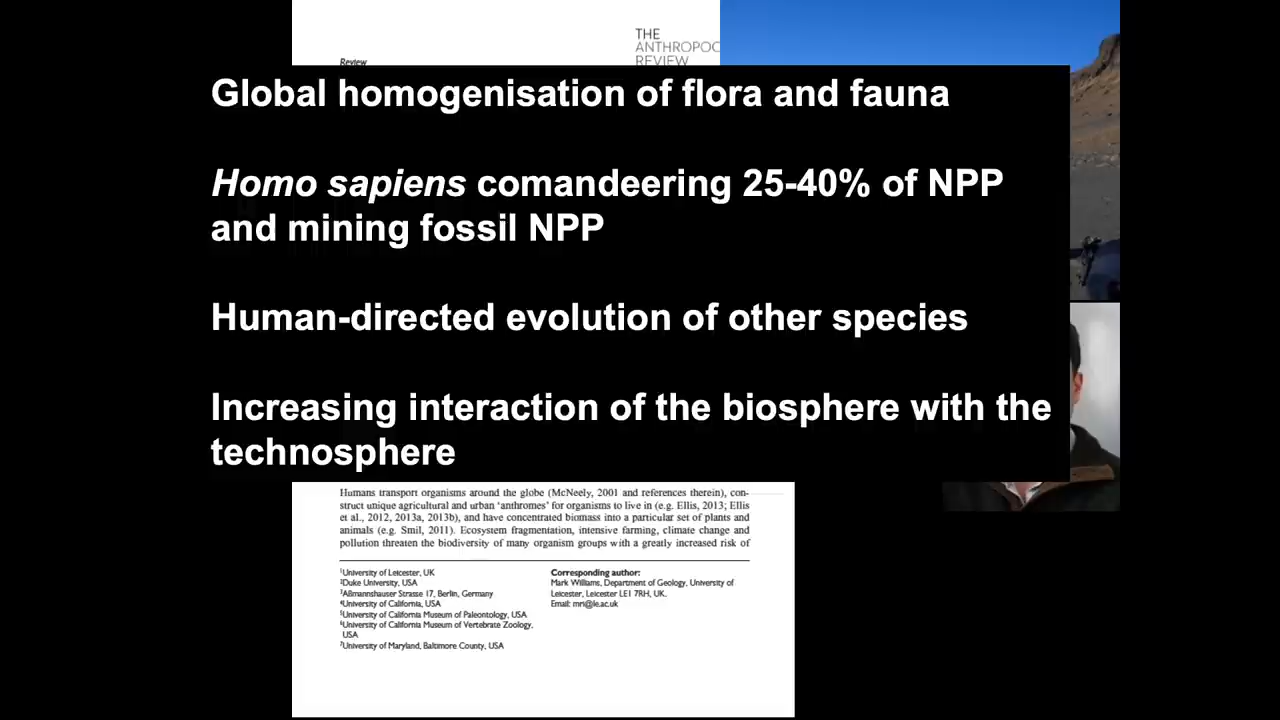 THE
ANTHROPOC
REVIEW
Review
Global homogenisation of flora and fauna
Homo sapiens comandeering 25-40% of NPP
and mining fossil NPP
Human-directed evolution of other species
Increasing interaction of the biosphere with the
technosphere
Humans transport organisms around the globe (McNeely, 2001 and references therein), con-
struct unique agricultural and urban ‘anthromes’ for organisms to live in (e.g. Ellis, 2013; Ellis
et al., 2012, 2013a, 2013b), and have concentrated biomass into a particular set of plants and
animals (e.g. Smil, 2011). Ecosystem fragmentation, intensive farming, climate change and
pollution threaten the biodiversity of many organism groups with a greatly increased risk of
1University of Leicester, UK
2Duke University, USA
3Aßmannshauser Strasse 17, Berlin, Germany
4University of California, USA
5University of California Museum of Paleontology, USA
6University of California Museum of Vertebrate Zoology,
USA
7University of Maryland, Baltimore County, USA
Corresponding author:
Mark Williams, Department of Geology, University of
Leicester, Leicester LE1 7RH, UK.
Email: mri@le.ac.uk